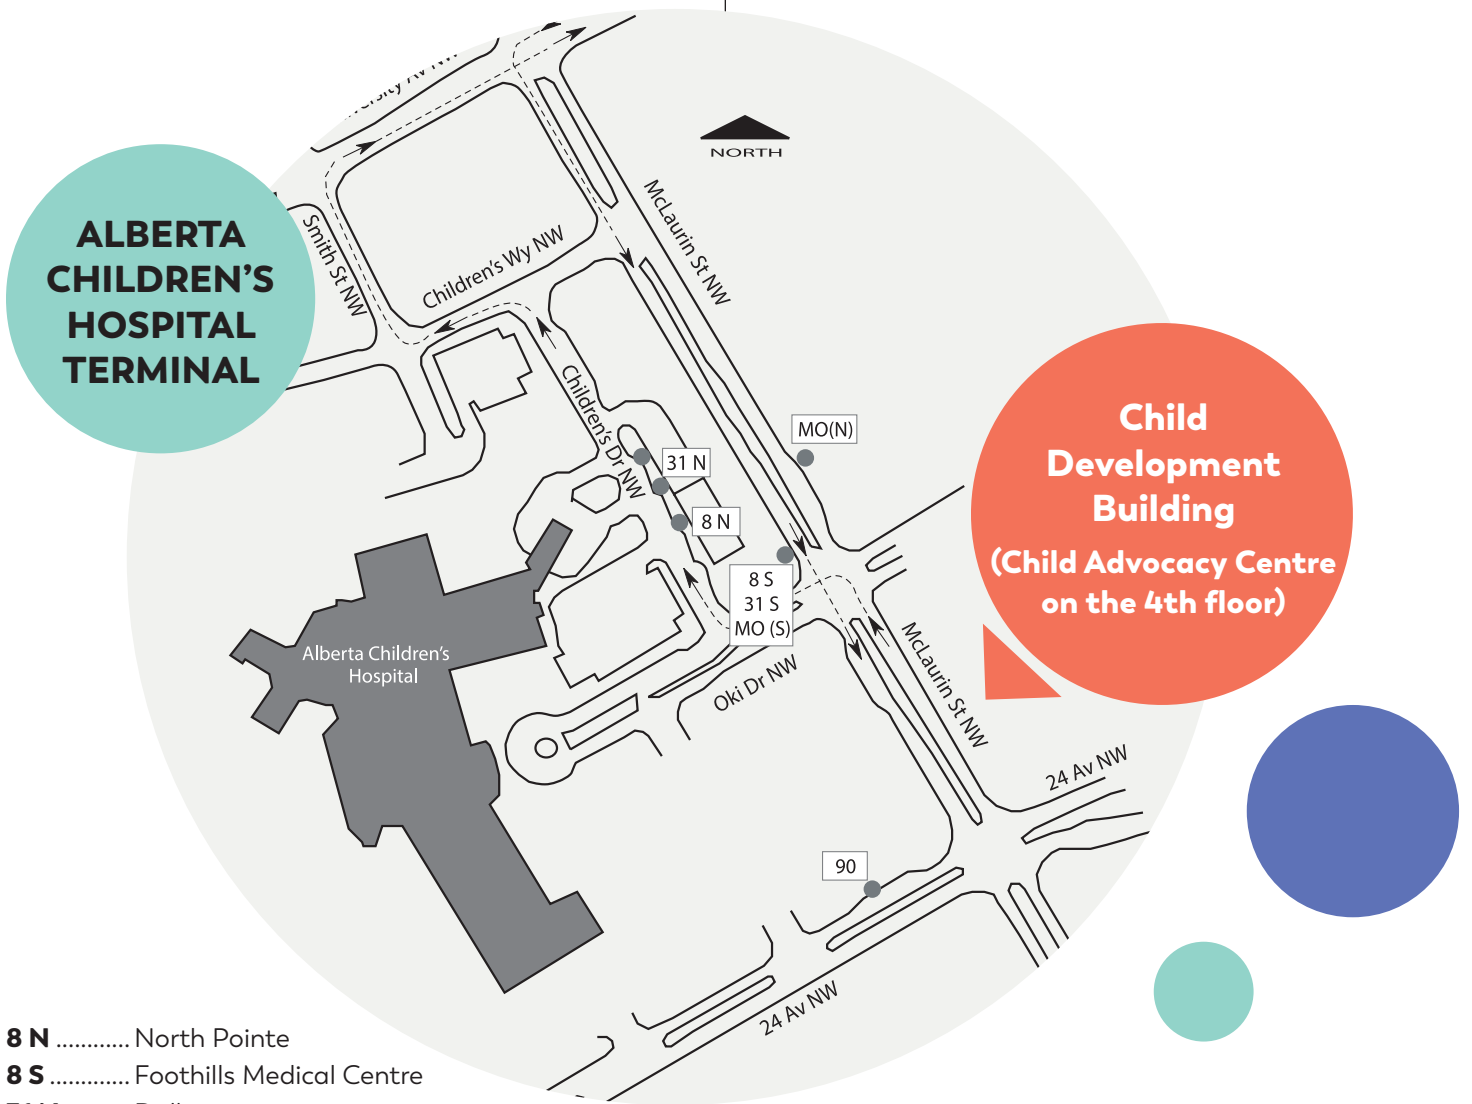 NORTH
McLaurin St NW
ALBERTA
CHILDREN'S
HOSPITAL
TERMINAL
Smith St NW
Children's Wy NW
Children's Dr NW
MO(N)
31 N
8 N
8 S
31 S
MO (S)
Child
Development
Building
(Child Advocacy Centre
on the 4th floor)
Alberta Children's
Hospital
Oki Dr NW
McLaurin St NW
24 Av NW
90
24 Av NW
8 N ............ North Pointe
8 S ............. Foothills Medical Centre